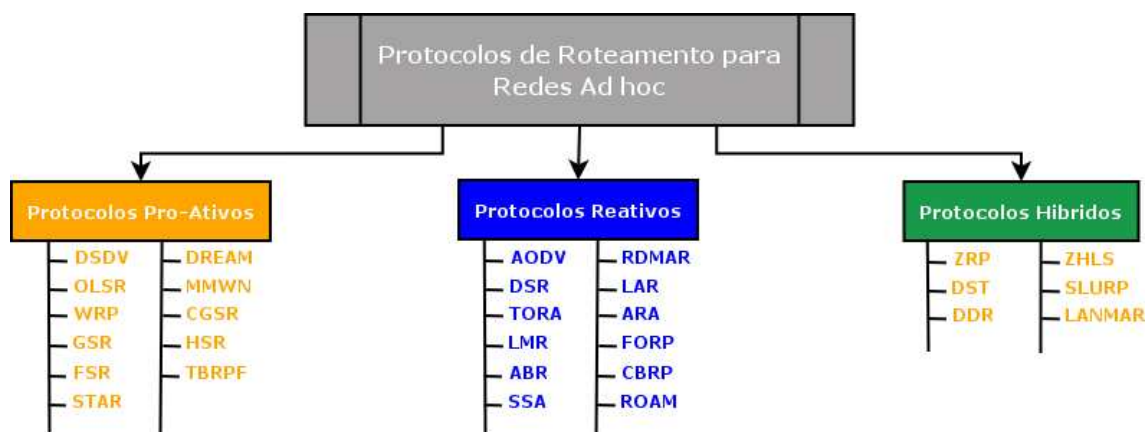 Protocolos de Roteamento para
Redes Ad hoc
Protocolos Pro-Ativos
DSDV
OLSR
WRP
GSR
FSR
STAR
DREAM
MMWN
CGSR
HSR
TBRPF
Protocolos Reativos
AODV
DSR
TORA
LMR
ABR
SSA
RDMAR
LAR
ARA
FORP
CBRP
ROAM
Protocolos Hibridos
ZRP
DST
DDR
ZHLS
SLURP
LANMAR